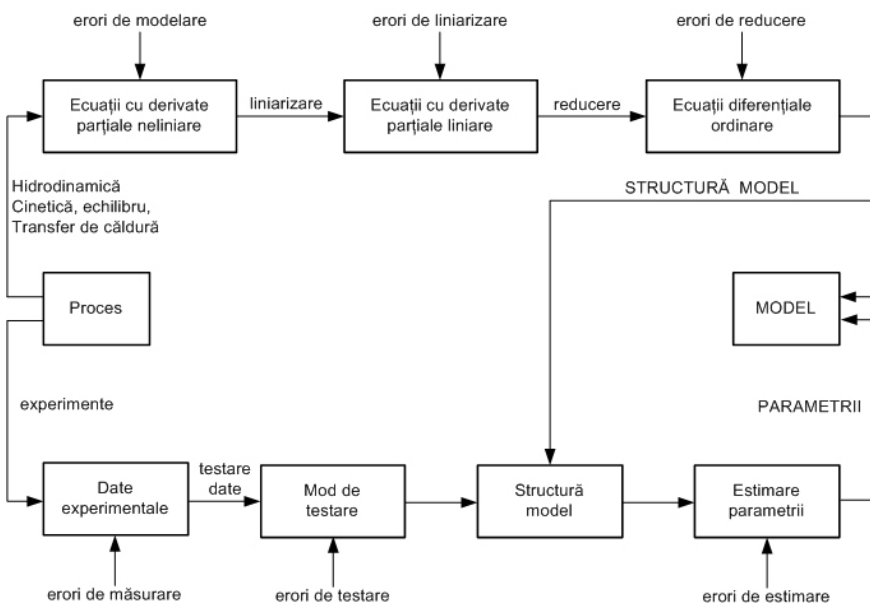 erori de modelare
erori de liniarizare
erori de reducere
Ecuații cu derivate
parțiale neliniare
liniarizare
Ecuații cu derivate
parțiale liniare
reducere
Ecuații diferențiale
ordinare
Hidrodinamică
Cinetică, echilibru,
Transfer de căldură
STRUCTURĂ MODEL
Proces
MODEL
experimente
PARAMETRII
Date
experimentale
testare
date
Mod de
testare
Structură
model
Estimare
parametrii
erori de măsurare
erori de testare
erori de estimare